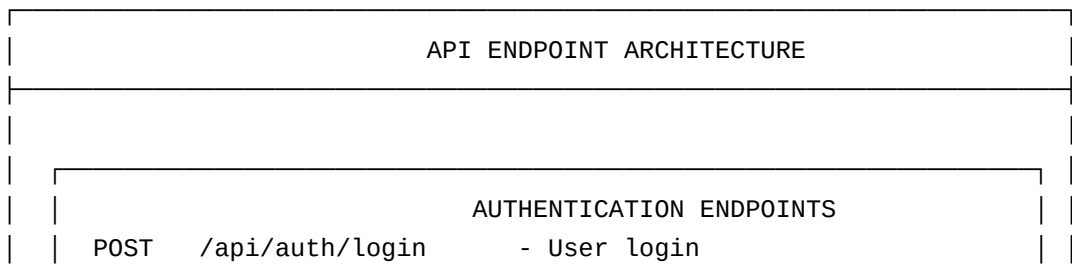 API ENDPOINT ARCHITECTURE
AUTHENTICATION ENDPOINTS
POST /api/auth/login - User login